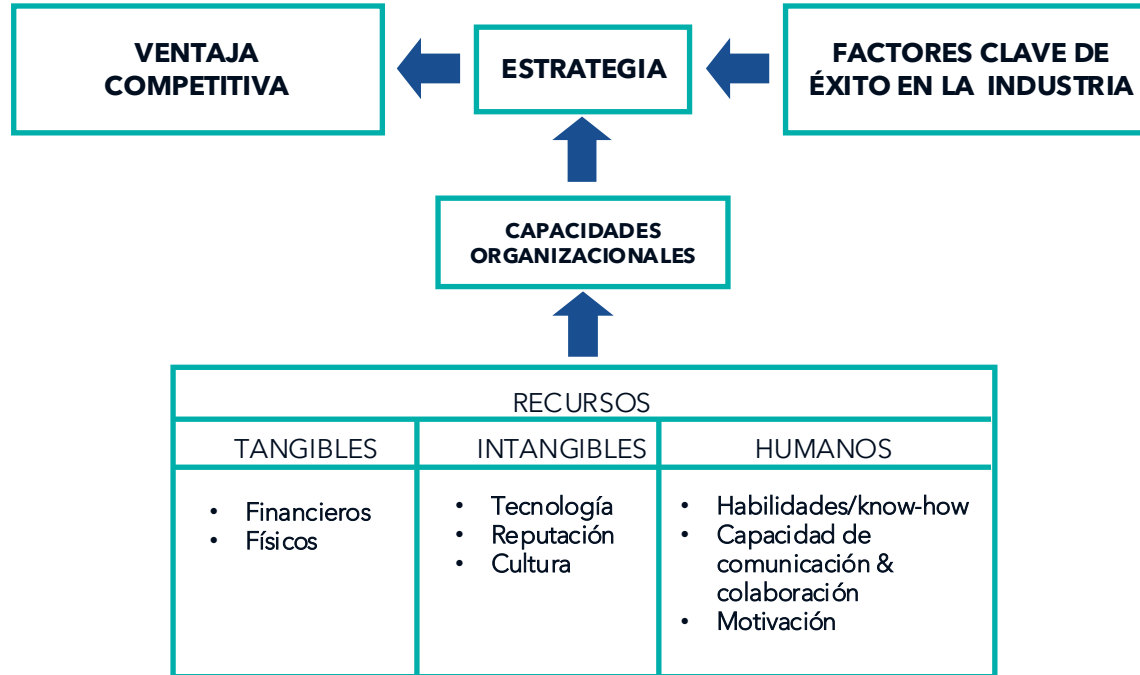 VENTAJA
COMPETITIVA
ESTRATEGIA
FACTORES CLAVE DE
ÉXITO EN LA INDUSTRIA
CAPACIDADES
ORGANIZACIONALES
RECURSOS
TANGIBLES
INTANGIBLES
HUMANOS
• Financieros
• Físicos
• Tecnología
• Reputación
• Cultura
• Habilidades/know-how
• Capacidad de
comunicación &
colaboración
• Motivación